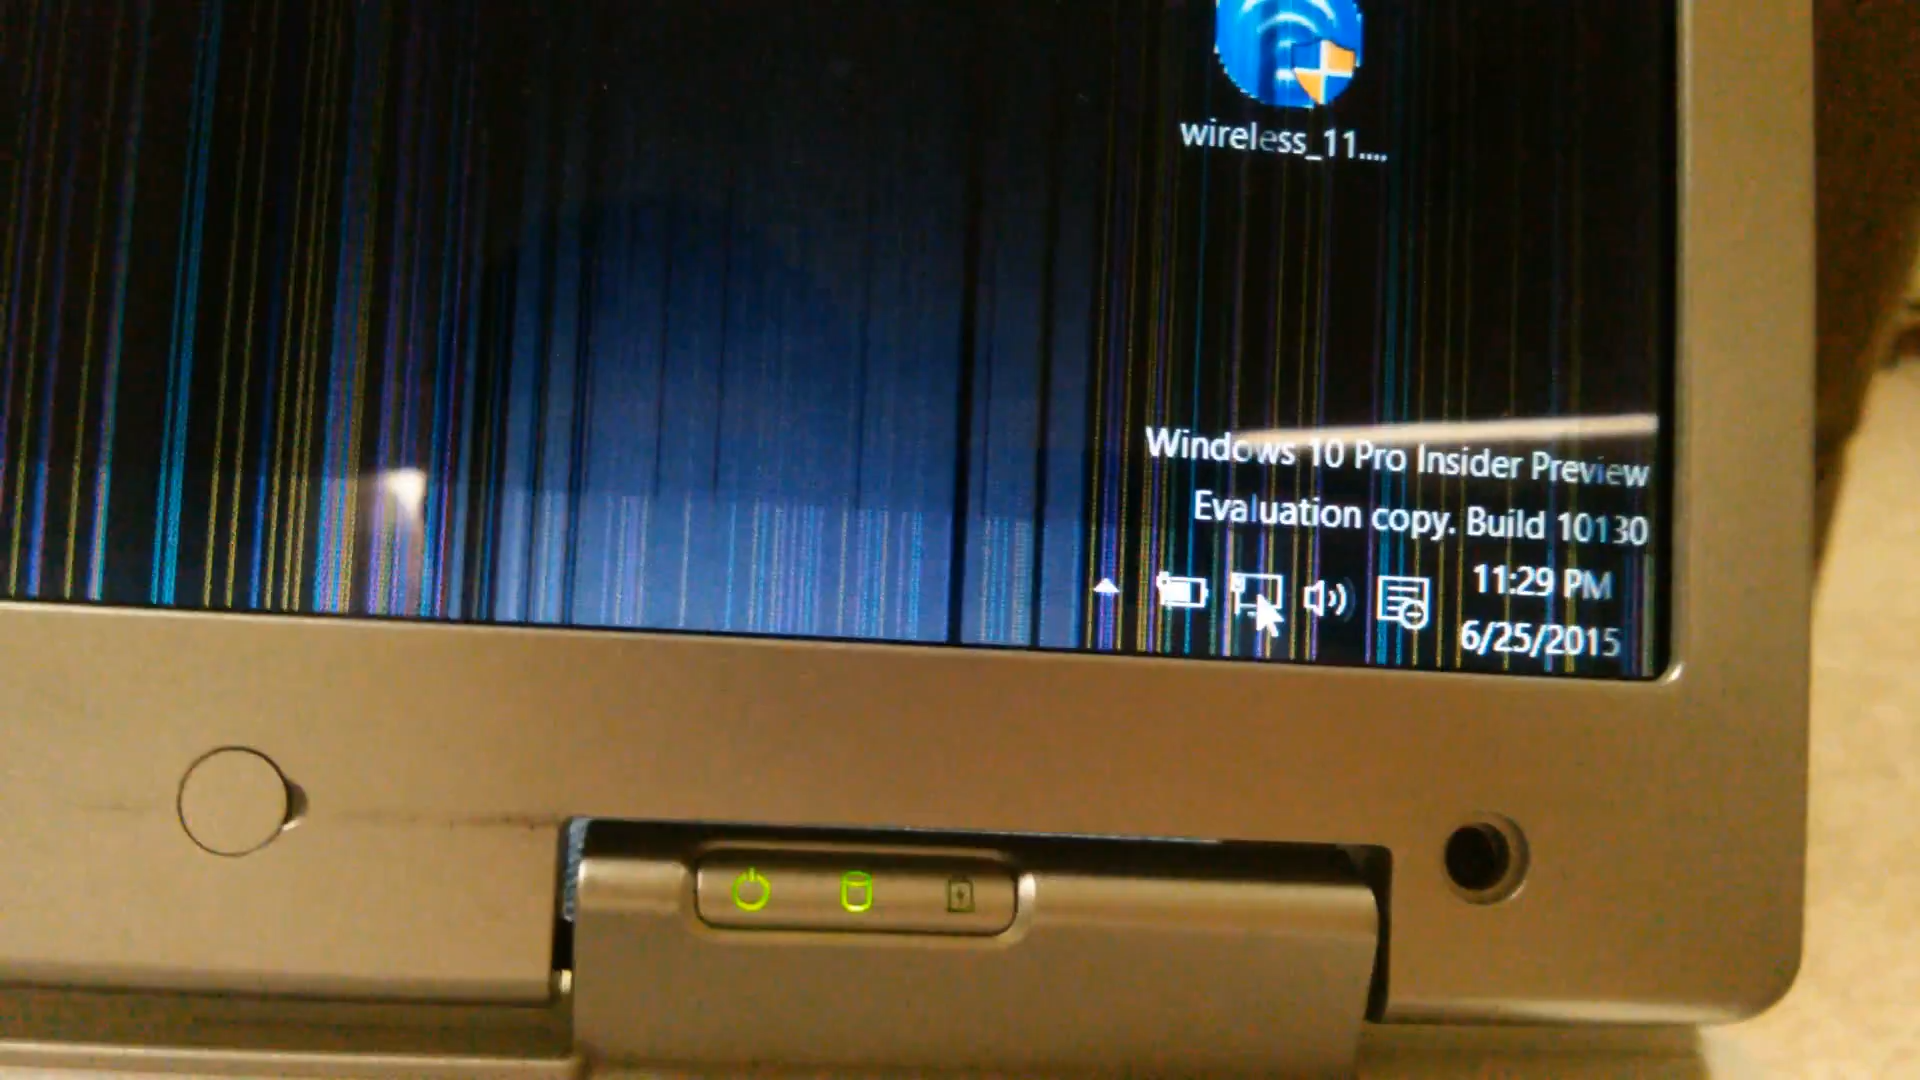 wireless_11....
Windows 10 Pro Insider Preview
Evaluation copy. Build 10130
11:29 PM
6/25/2015